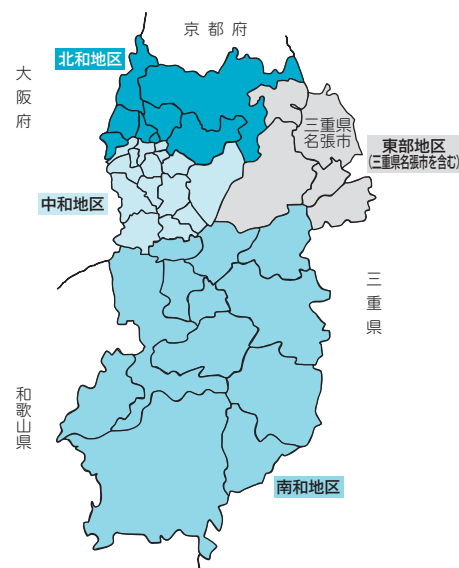 京都府
北和地区
大阪府
三重県
名張市
東部地区
(三重県名張市を含む)
中和地区
三重県
和歌山県
南和地区